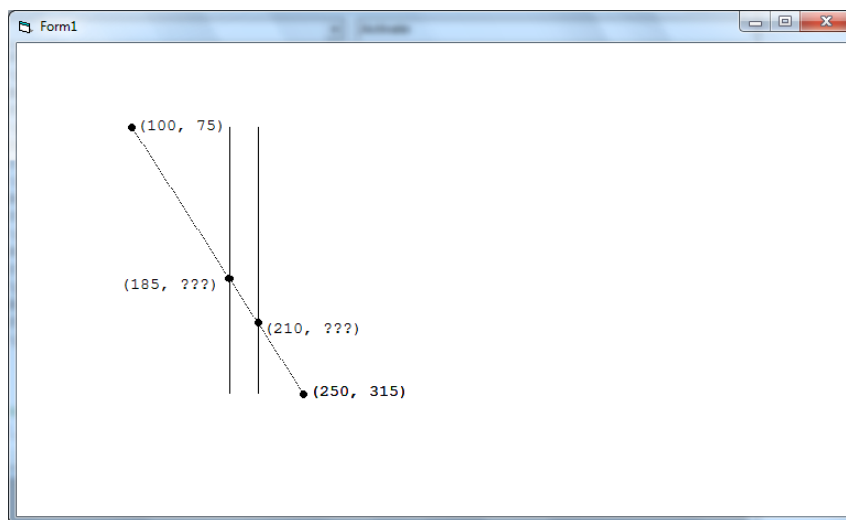 Form1
(100, 75)
(185, ???)
(210, ???)
(250, 315)